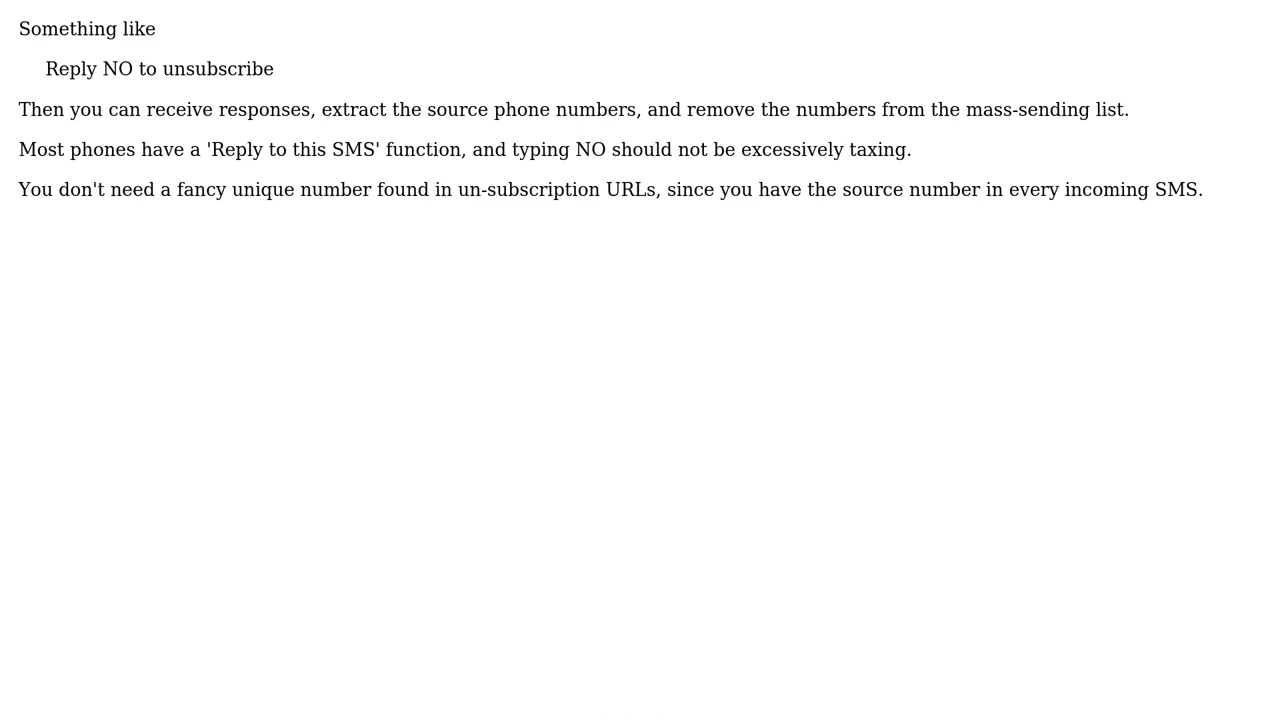 Something like
Reply NO to unsubscribe
Then you can receive responses, extract the source phone numbers, and remove the numbers from the mass-sending list.
Most phones have a 'Reply to this SMS' function, and typing NO should not be excessively taxing.
You don't need a fancy unique number found in un-subscription URLs, since you have the source number in every incoming SMS.